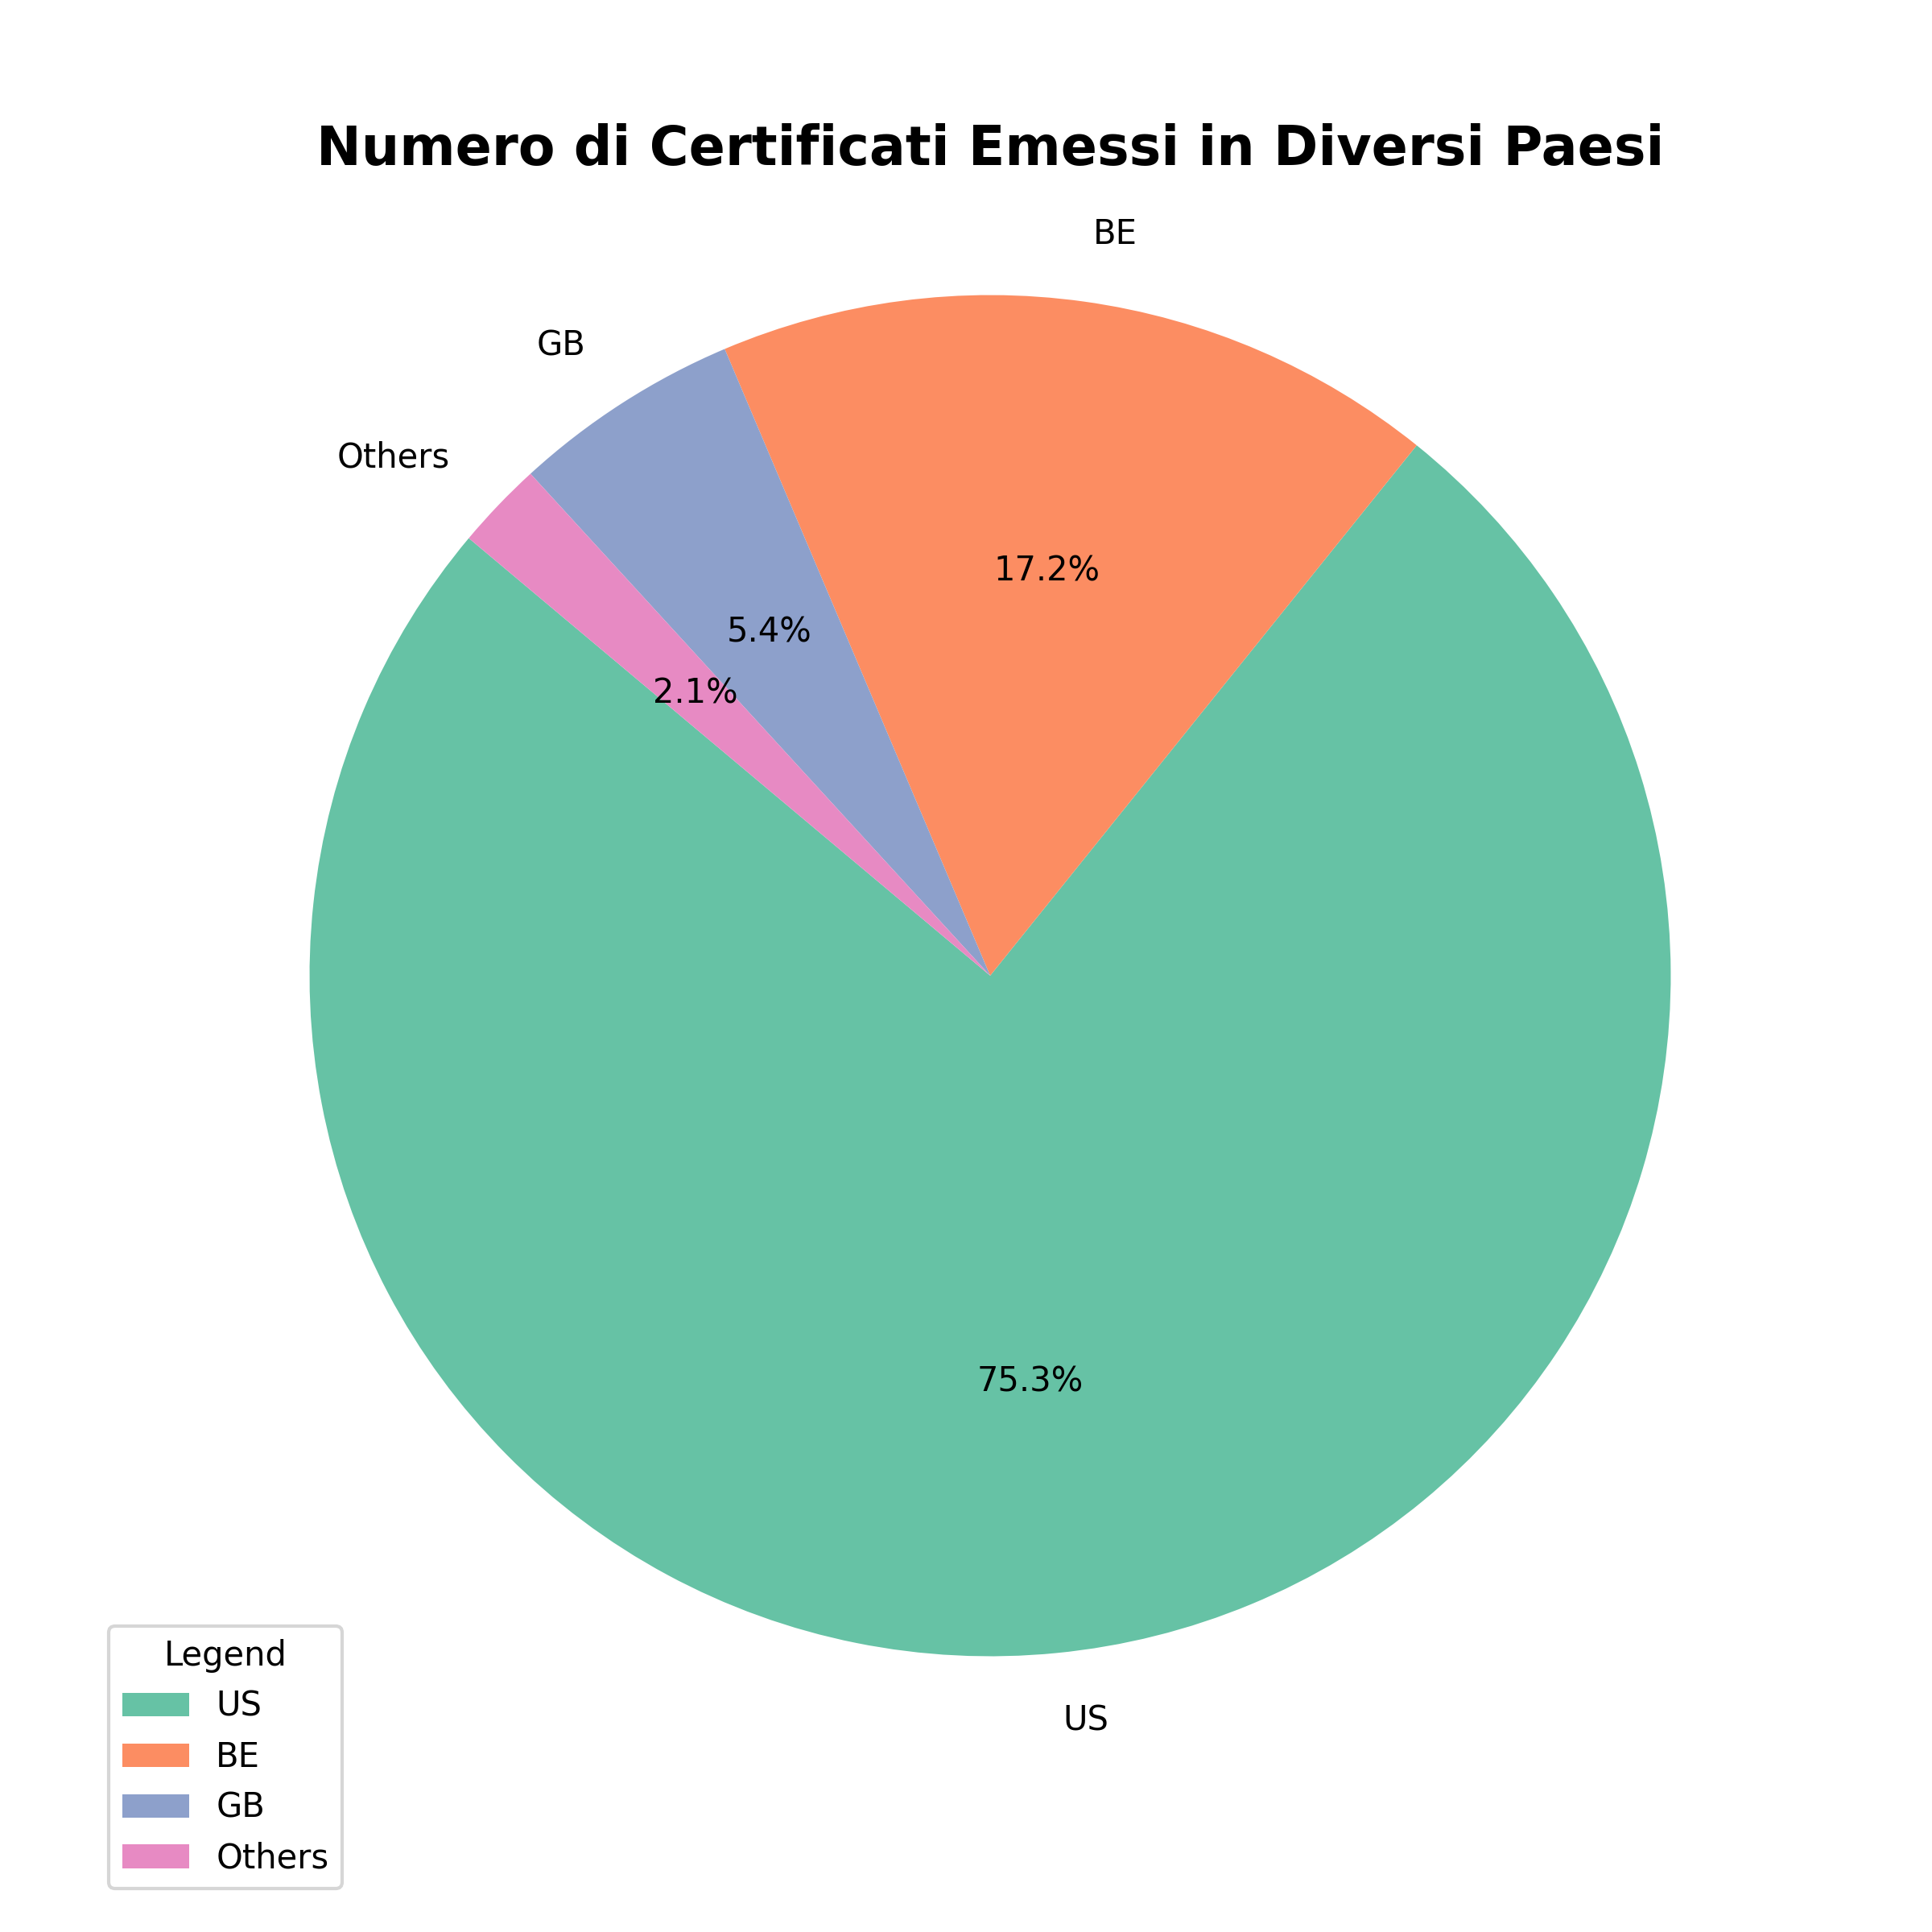 Numero di Certificati Emessi in Diversi Paesi
BE
GB
Others
17.2%
5.4%
2.1%
75.3%
US
Legend
US
BE
GB
Others